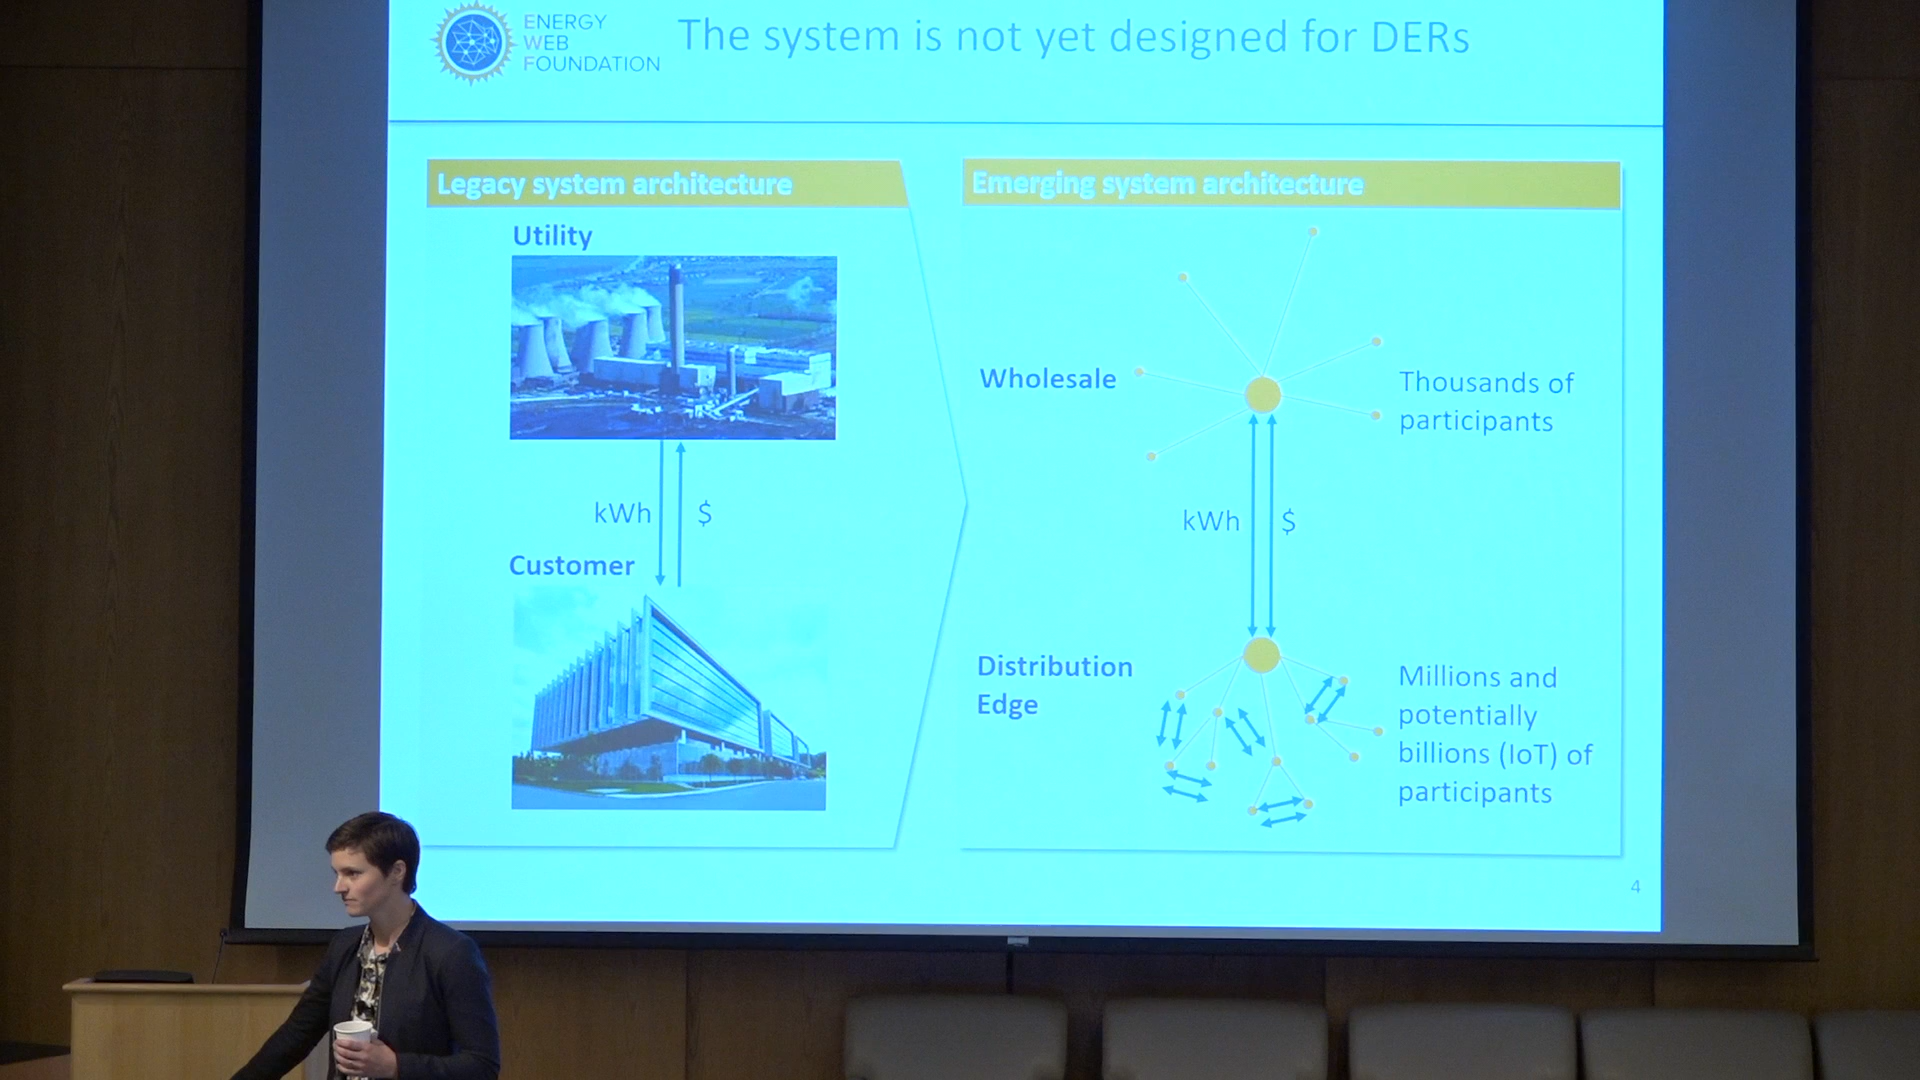 ENERGY
WEB
FOUNDATION
The system is not yet designed for DERs
Legacy system architecture
Utility
kWh
$
Customer
Emerging system architecture
Wholesale
Thousands of
participants
kWh
$
Distribution
Edge
Millions and
potentially
billions (IoT) of
participants
4